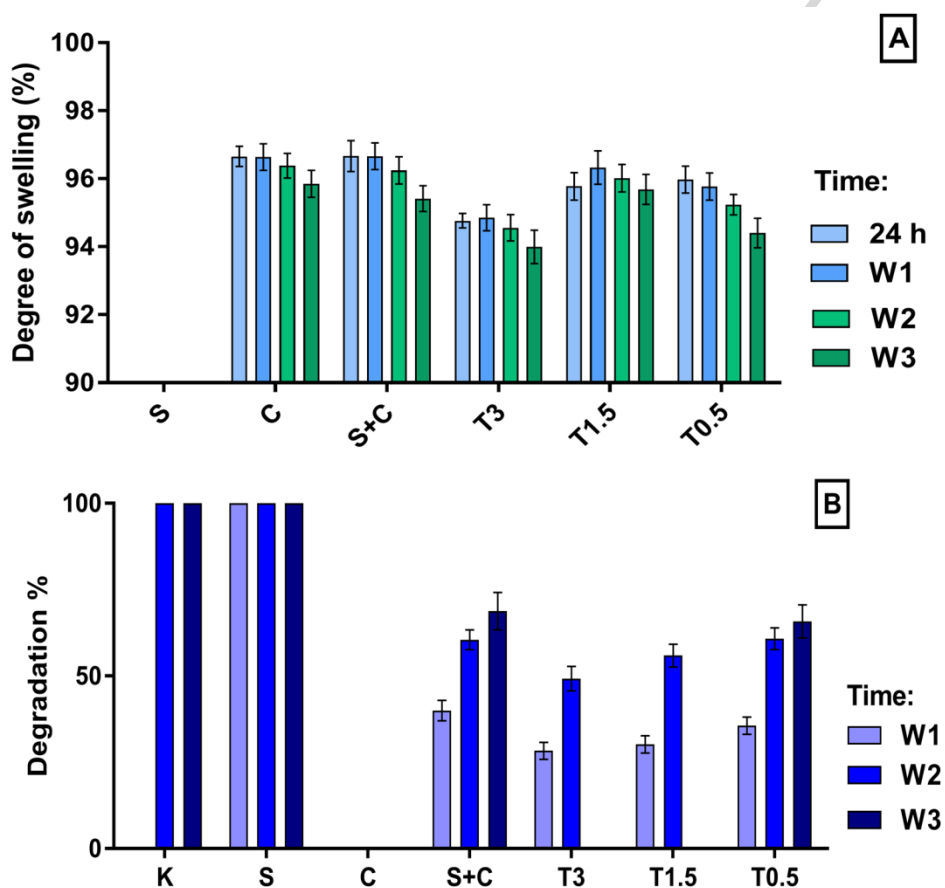 A
Degree of swelling (%)
100
98
96
94
92
90
S
C
S+C
T3
T1.5
T0.5
Time:
24 h
W1
W2
W3
B
Degradation %
100
50
0
K
S
C
S+C
T3
T1.5
T0.5
Time:
W1
W2
W3